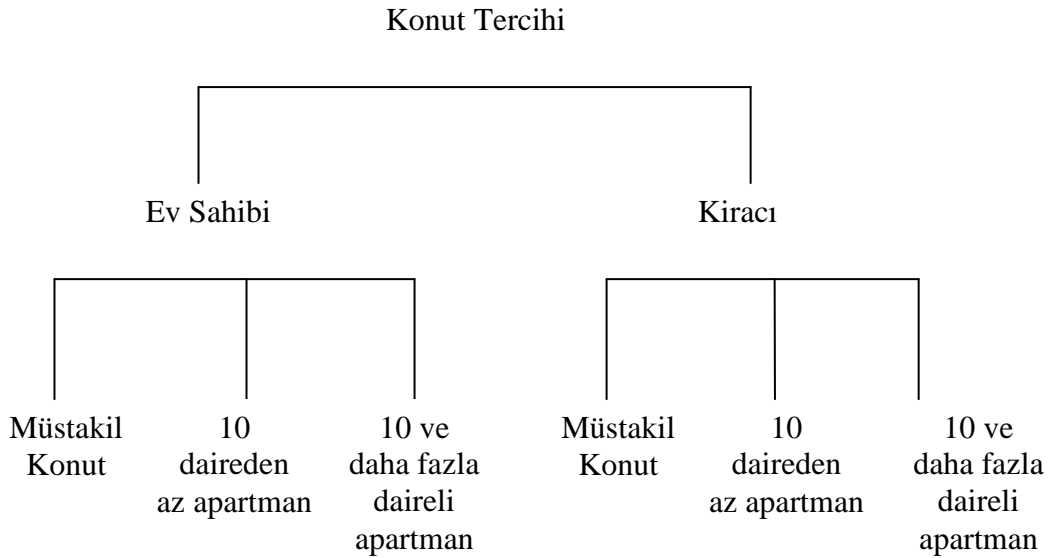 Konut Tercihi
Ev Sahibi
Kiracı
Müstakil
Konut
10
daireden
az apartman
10 ve
daha fazla
daireli
apartman
Müstakil
Konut
10
daireden
az apartman
10 ve
daha fazla
daireli
apartman